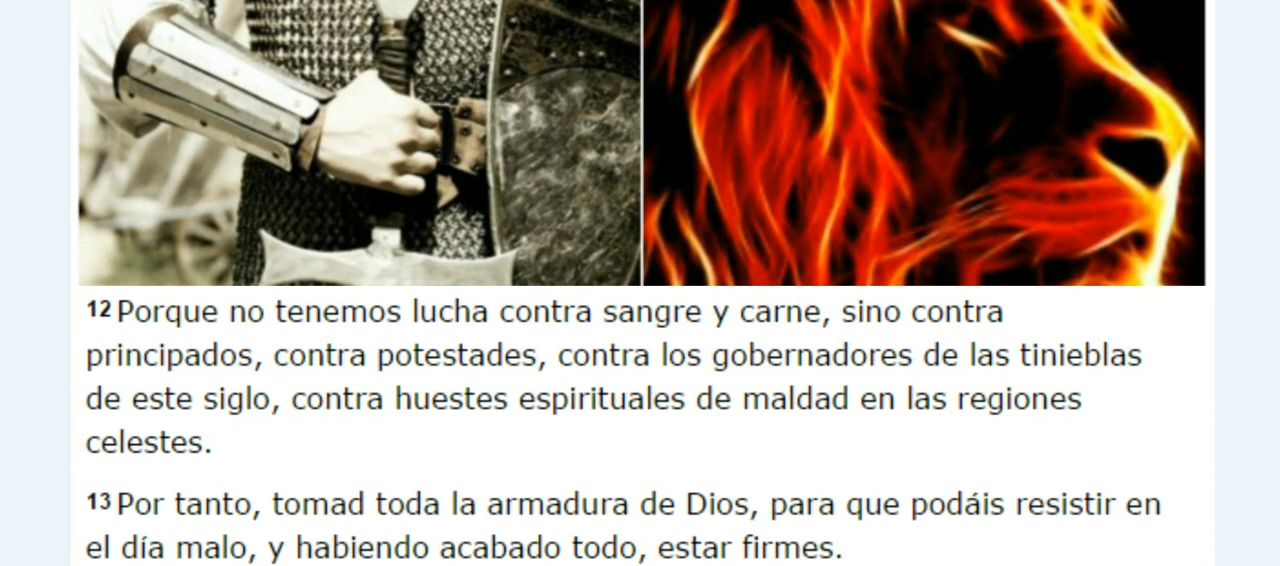 12 Porque no tenemos lucha contra sangre y carne, sino contra
principados, contra potestades, contra los gobernadores de las tinieblas
de este siglo, contra huestes espirituales de maldad en las regiones
celestes.
13 Por tanto, tomad toda la armadura de Dios, para que podáis resistir en
el día malo, y habiendo acabado todo, estar firmes.